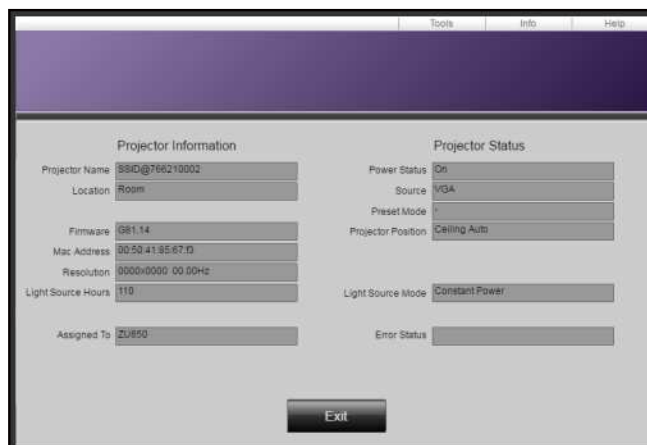 Tools Info Help
Projector Information
Projector Name SSID@766210002
Location Room
Firmware G81.14
Mac Address 00:50:41:85:67:f3
Resolution 0000x0000 00.00Hz
Light Source Hours 110
Assigned To ZU850
Projector Status
Power Status On
Source VGA
Preset Mode -
Projector Position Ceiling Auto
Light Source Mode Constant Power
Error Status
Exit